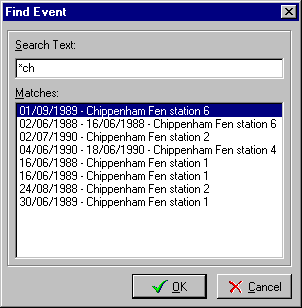 Find Event
Search Text:
*ch
Matches:
01/09/1989 - Chippenham Fen station 6
02/06/1988 - 16/06/1988 - Chippenham Fen station 6
02/07/1990 - Chippenham Fen station 2
04/06/1990 - 18/06/1990 - Chippenham Fen station 4
16/09/1988 - Chippenham Fen station 1
16/09/1988 - Chippenham Fen station 1
24/08/1988 - Chippenham Fen station 2
30/06/1989 - Chippenham Fen station 1
OK
Cancel